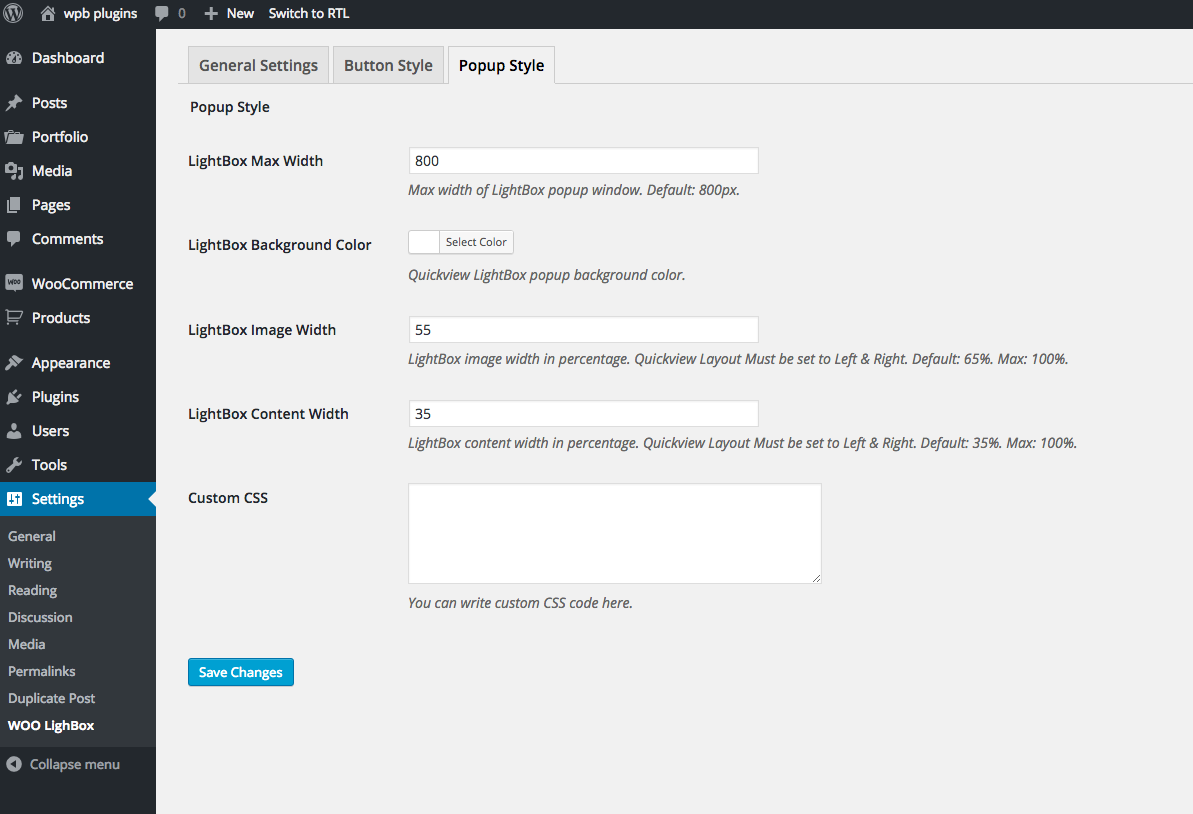 wpb plugins 0 New Switch to RTL
Dashboard
Posts
Portfolio
Media
Pages
Comments
WOO WooCommerce
Products
Appearance
Plugins
Users
Tools
Settings
General
Writing
Reading
Discussion
Media
Permalinks
Duplicate Post
WOO LighBox
Collapse menu
General Settings Button Style Popup Style
Popup Style
LightBox Max Width 800
Max width of LightBox popup window. Default: 800px.
LightBox Background Color Select Color
Quickview LightBox popup background color.
LightBox Image Width 55
LightBox image width in percentage. Quickview Layout Must be set to Left & Right. Default: 65%. Max: 100%.
LightBox Content Width 35
LightBox content width in percentage. Quickview Layout Must be set to Left & Right. Default: 35%. Max: 100%.
Custom CSS
You can write custom CSS code here.
Save Changes